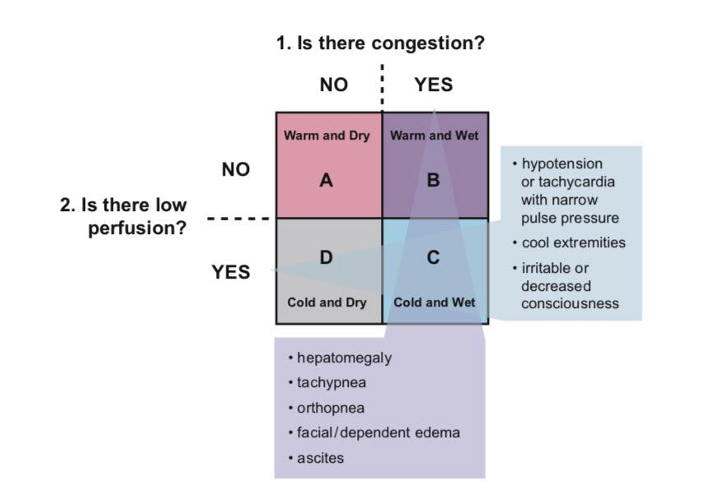 1. Is there congestion?
NO
YES
Warm and Dry
Warm and Wet
NO
A
B
2. Is there low
perfusion?
YES
D
C
Cold and Dry
Cold and Wet
• hypotension
or tachycardia
with narrow
pulse pressure
• cool extremities
• irritable or
decreased
consciousness
• hepatomegaly
• tachypnea
• orthopnea
• facial/dependent edema
• ascites